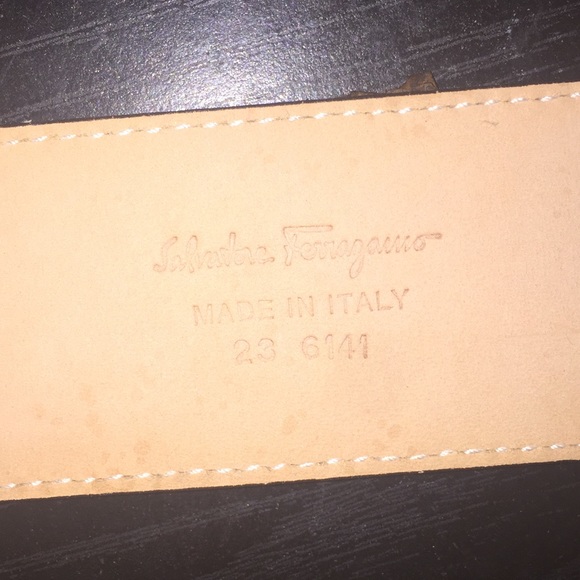 Salvatore Ferragamo
MADE IN ITALY
23 6141